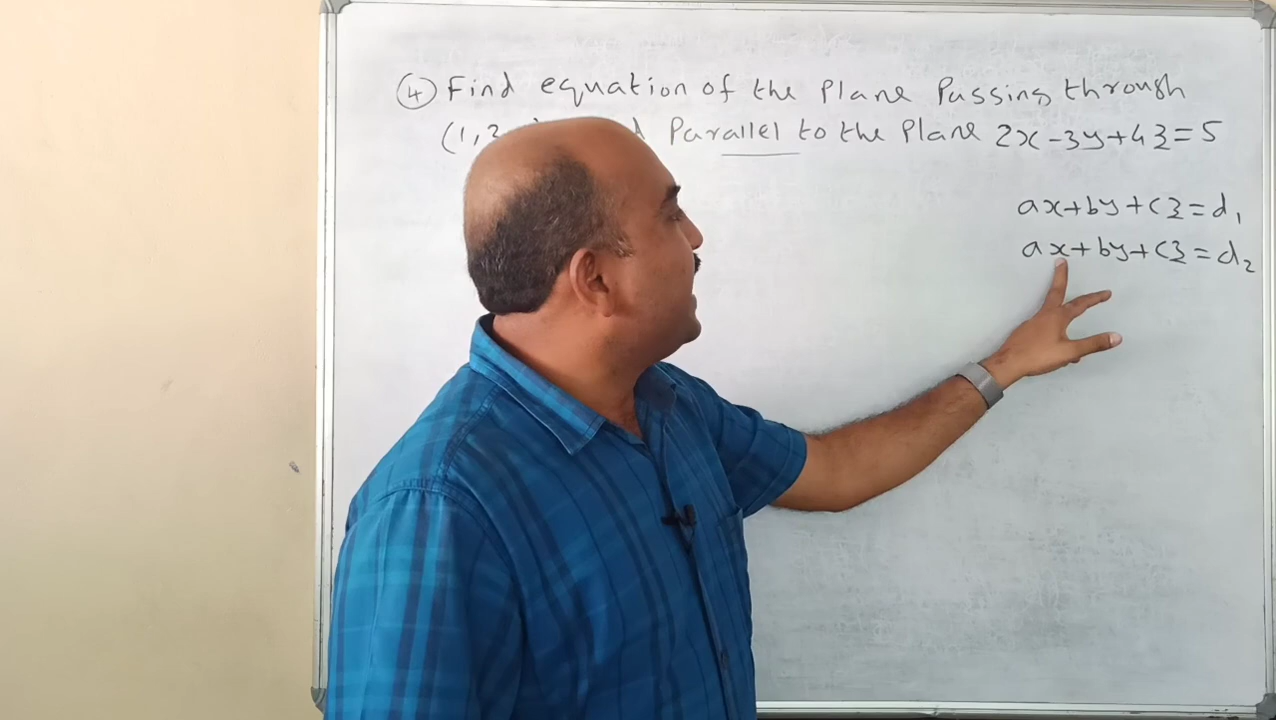 ④ Find equation of the Plane Passing through
(1,2 Parallel to the Plane 2x-3y+4z=5
ax+by+cz=d₁
ax+by+cz=d₂